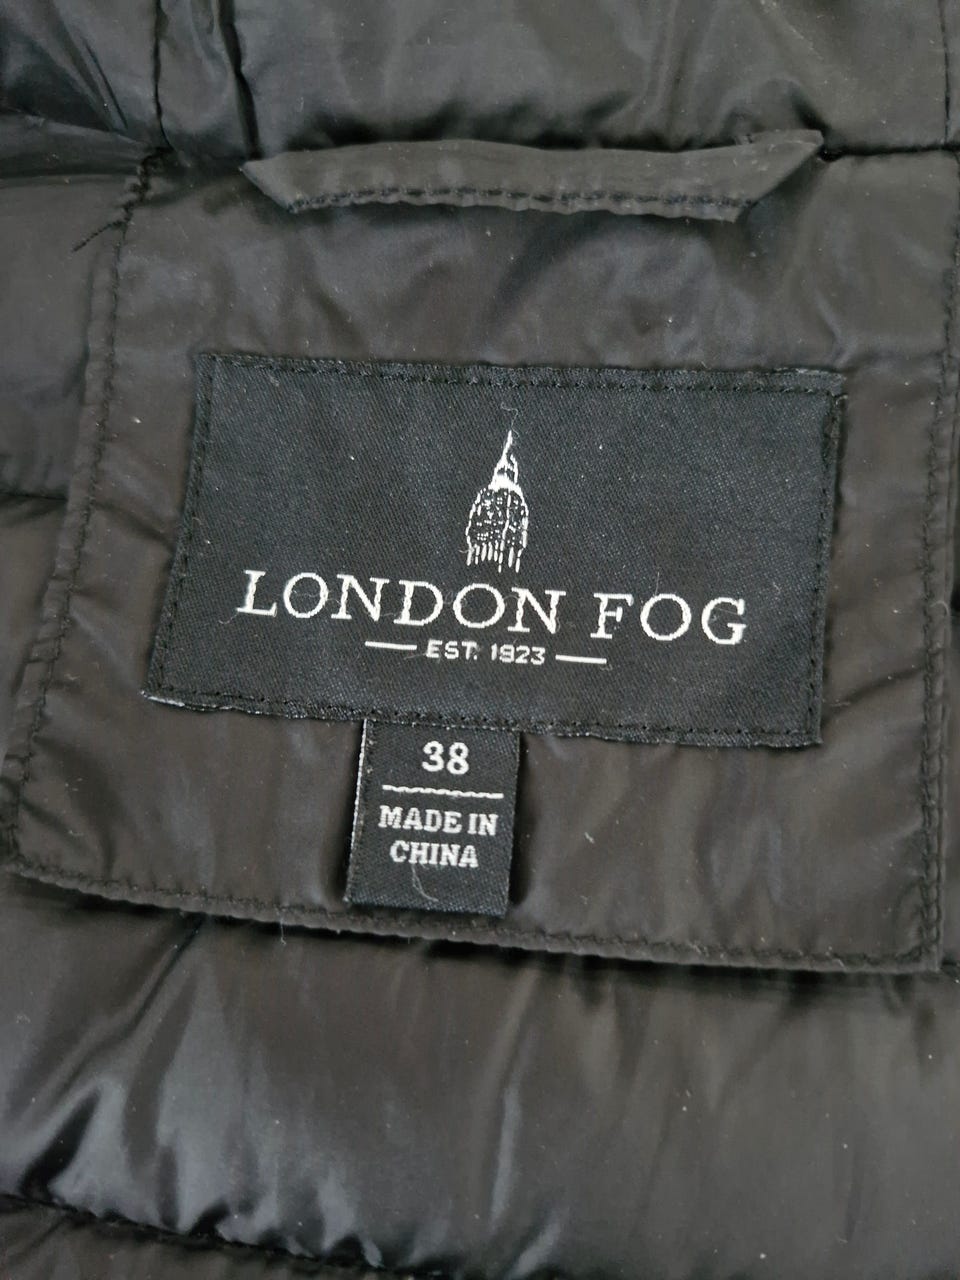 LONDON FOG
EST. 1923
38
MADE IN
CHINA